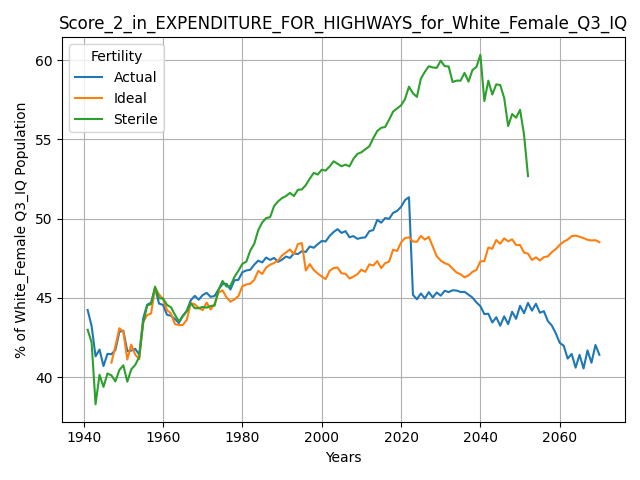 Score_2_in_EXPENDITURE_FOR_HIGHWAYS_for_White_Female_Q3_IQ
Fertility
Actual
Ideal
Sterile
% of White_Female Q3_IQ Population
60
55
50
45
40
1940 1960 1980 2000 2020 2040 2060
Years